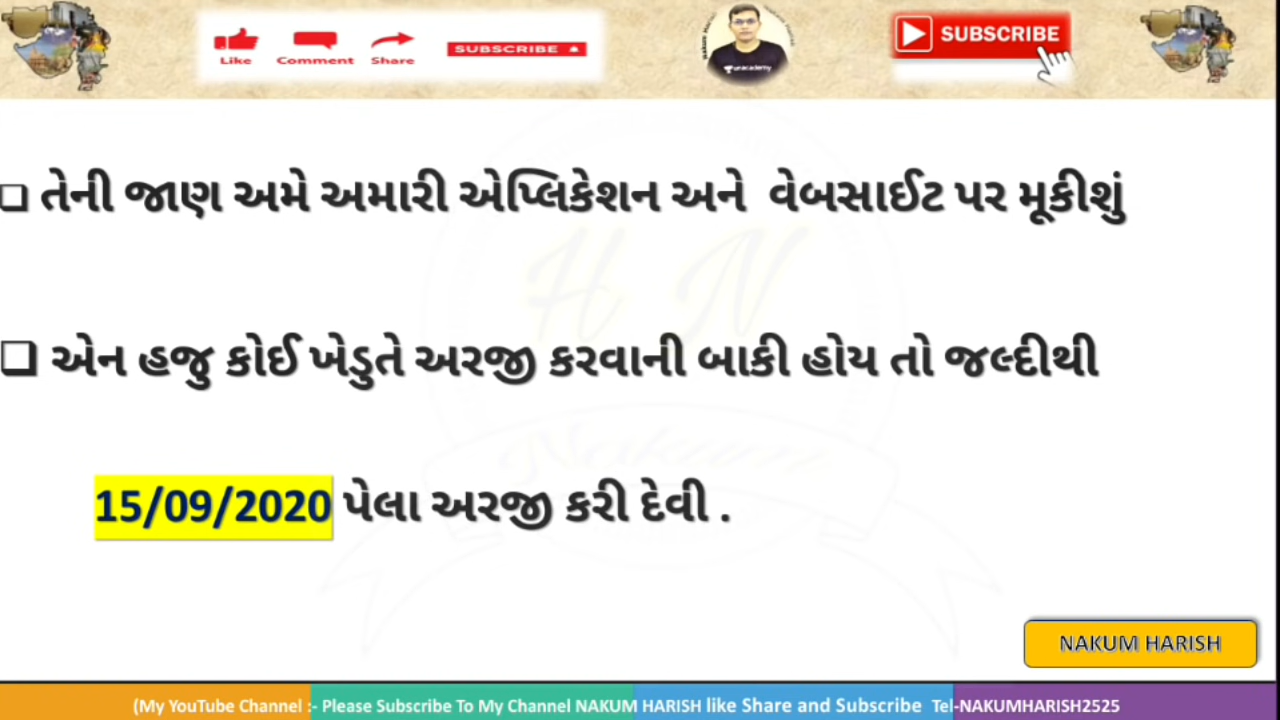 Like Comment Share SUBSCRIBE
SUBSCRIBE
unacademy
❑ તેની જાણ અમે અમારી એપ્લિકેશન અને વેબસાઈટ પર મૂકીશું
❑ એન હજુ કોઈ ખેડુતે અરજી કરવાની બાકી હોય તો જલ્દીથી
15/09/2020 પેલા અરજી કરી દેવી .
NAKUM HARISH
(My YouTube Channel :- Please Subscribe To My Channel NAKUM HARISH like Share and Subscribe Tel-NAKUMHARISH2525